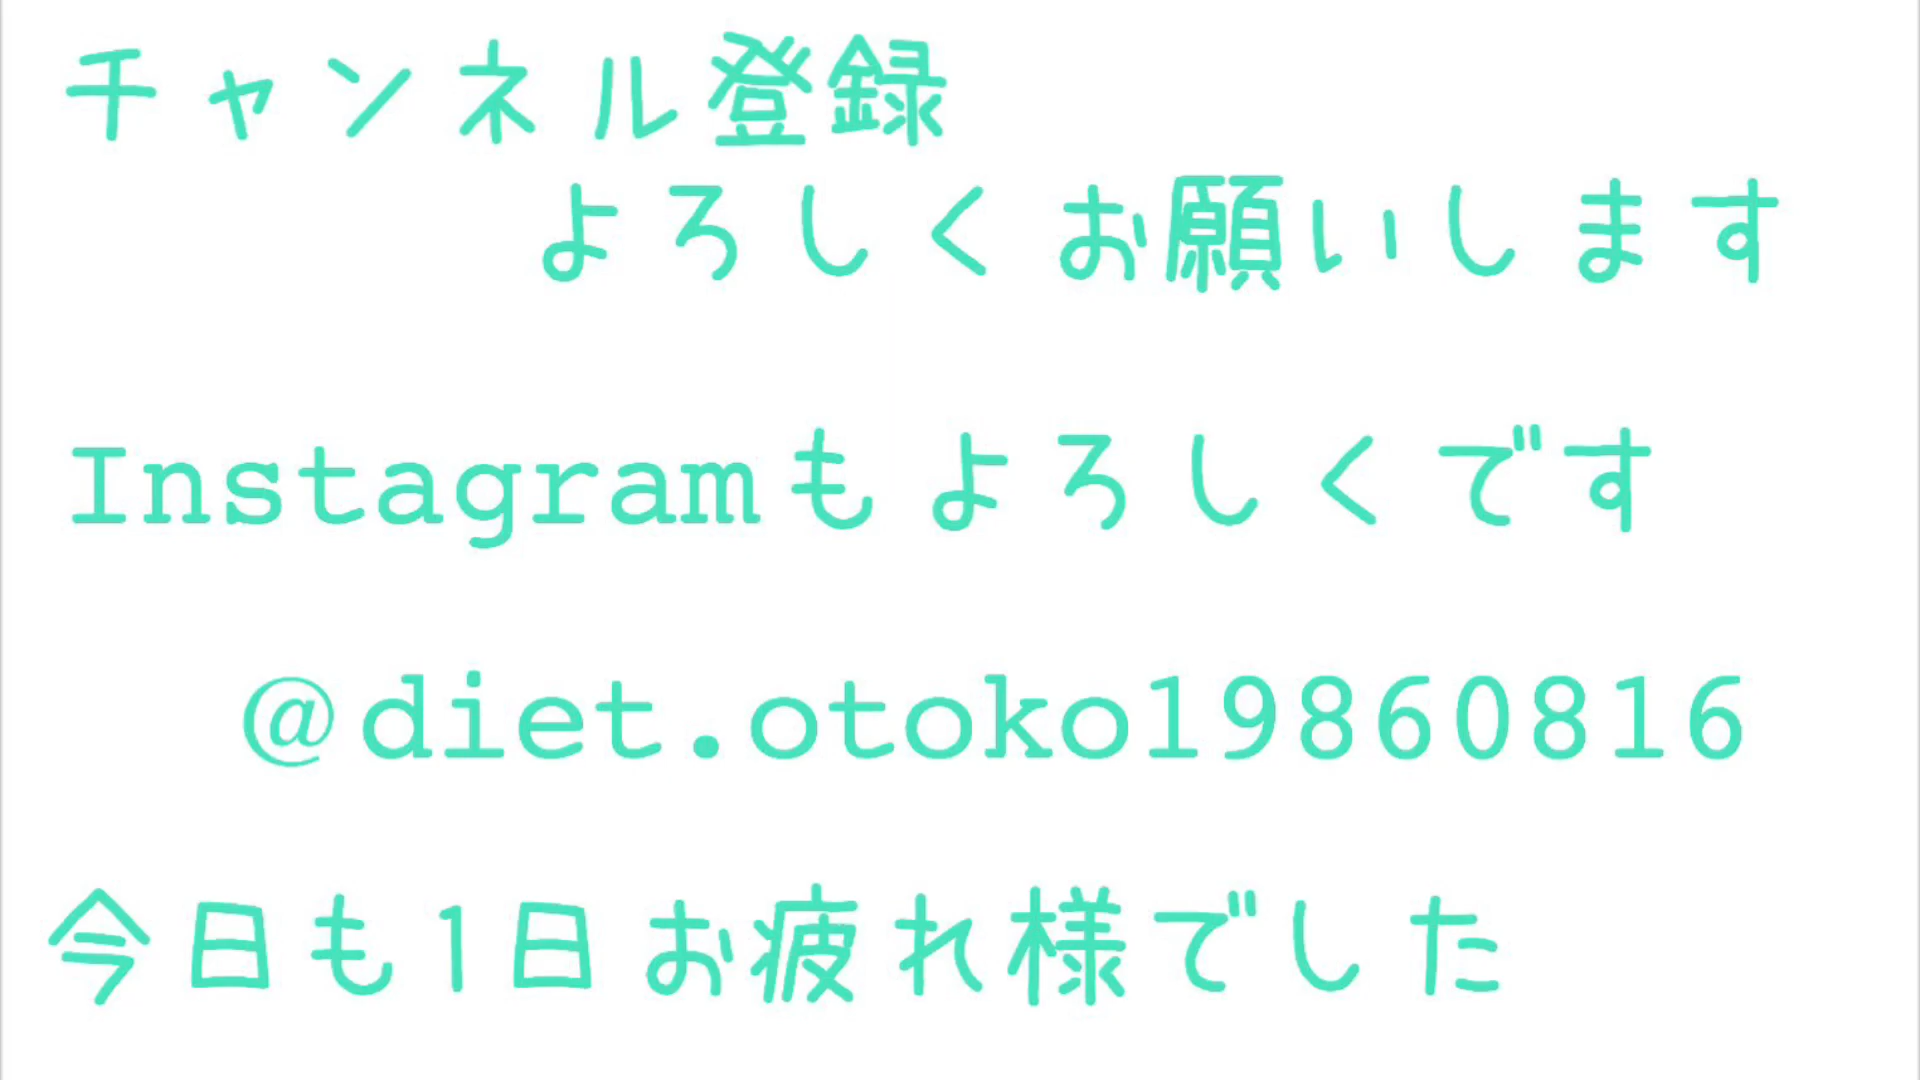 チャンネル登録
よろしくお願いします
Instagramもよろしくです
@diet.otoko19860816
今日も1日お疲れ様でした